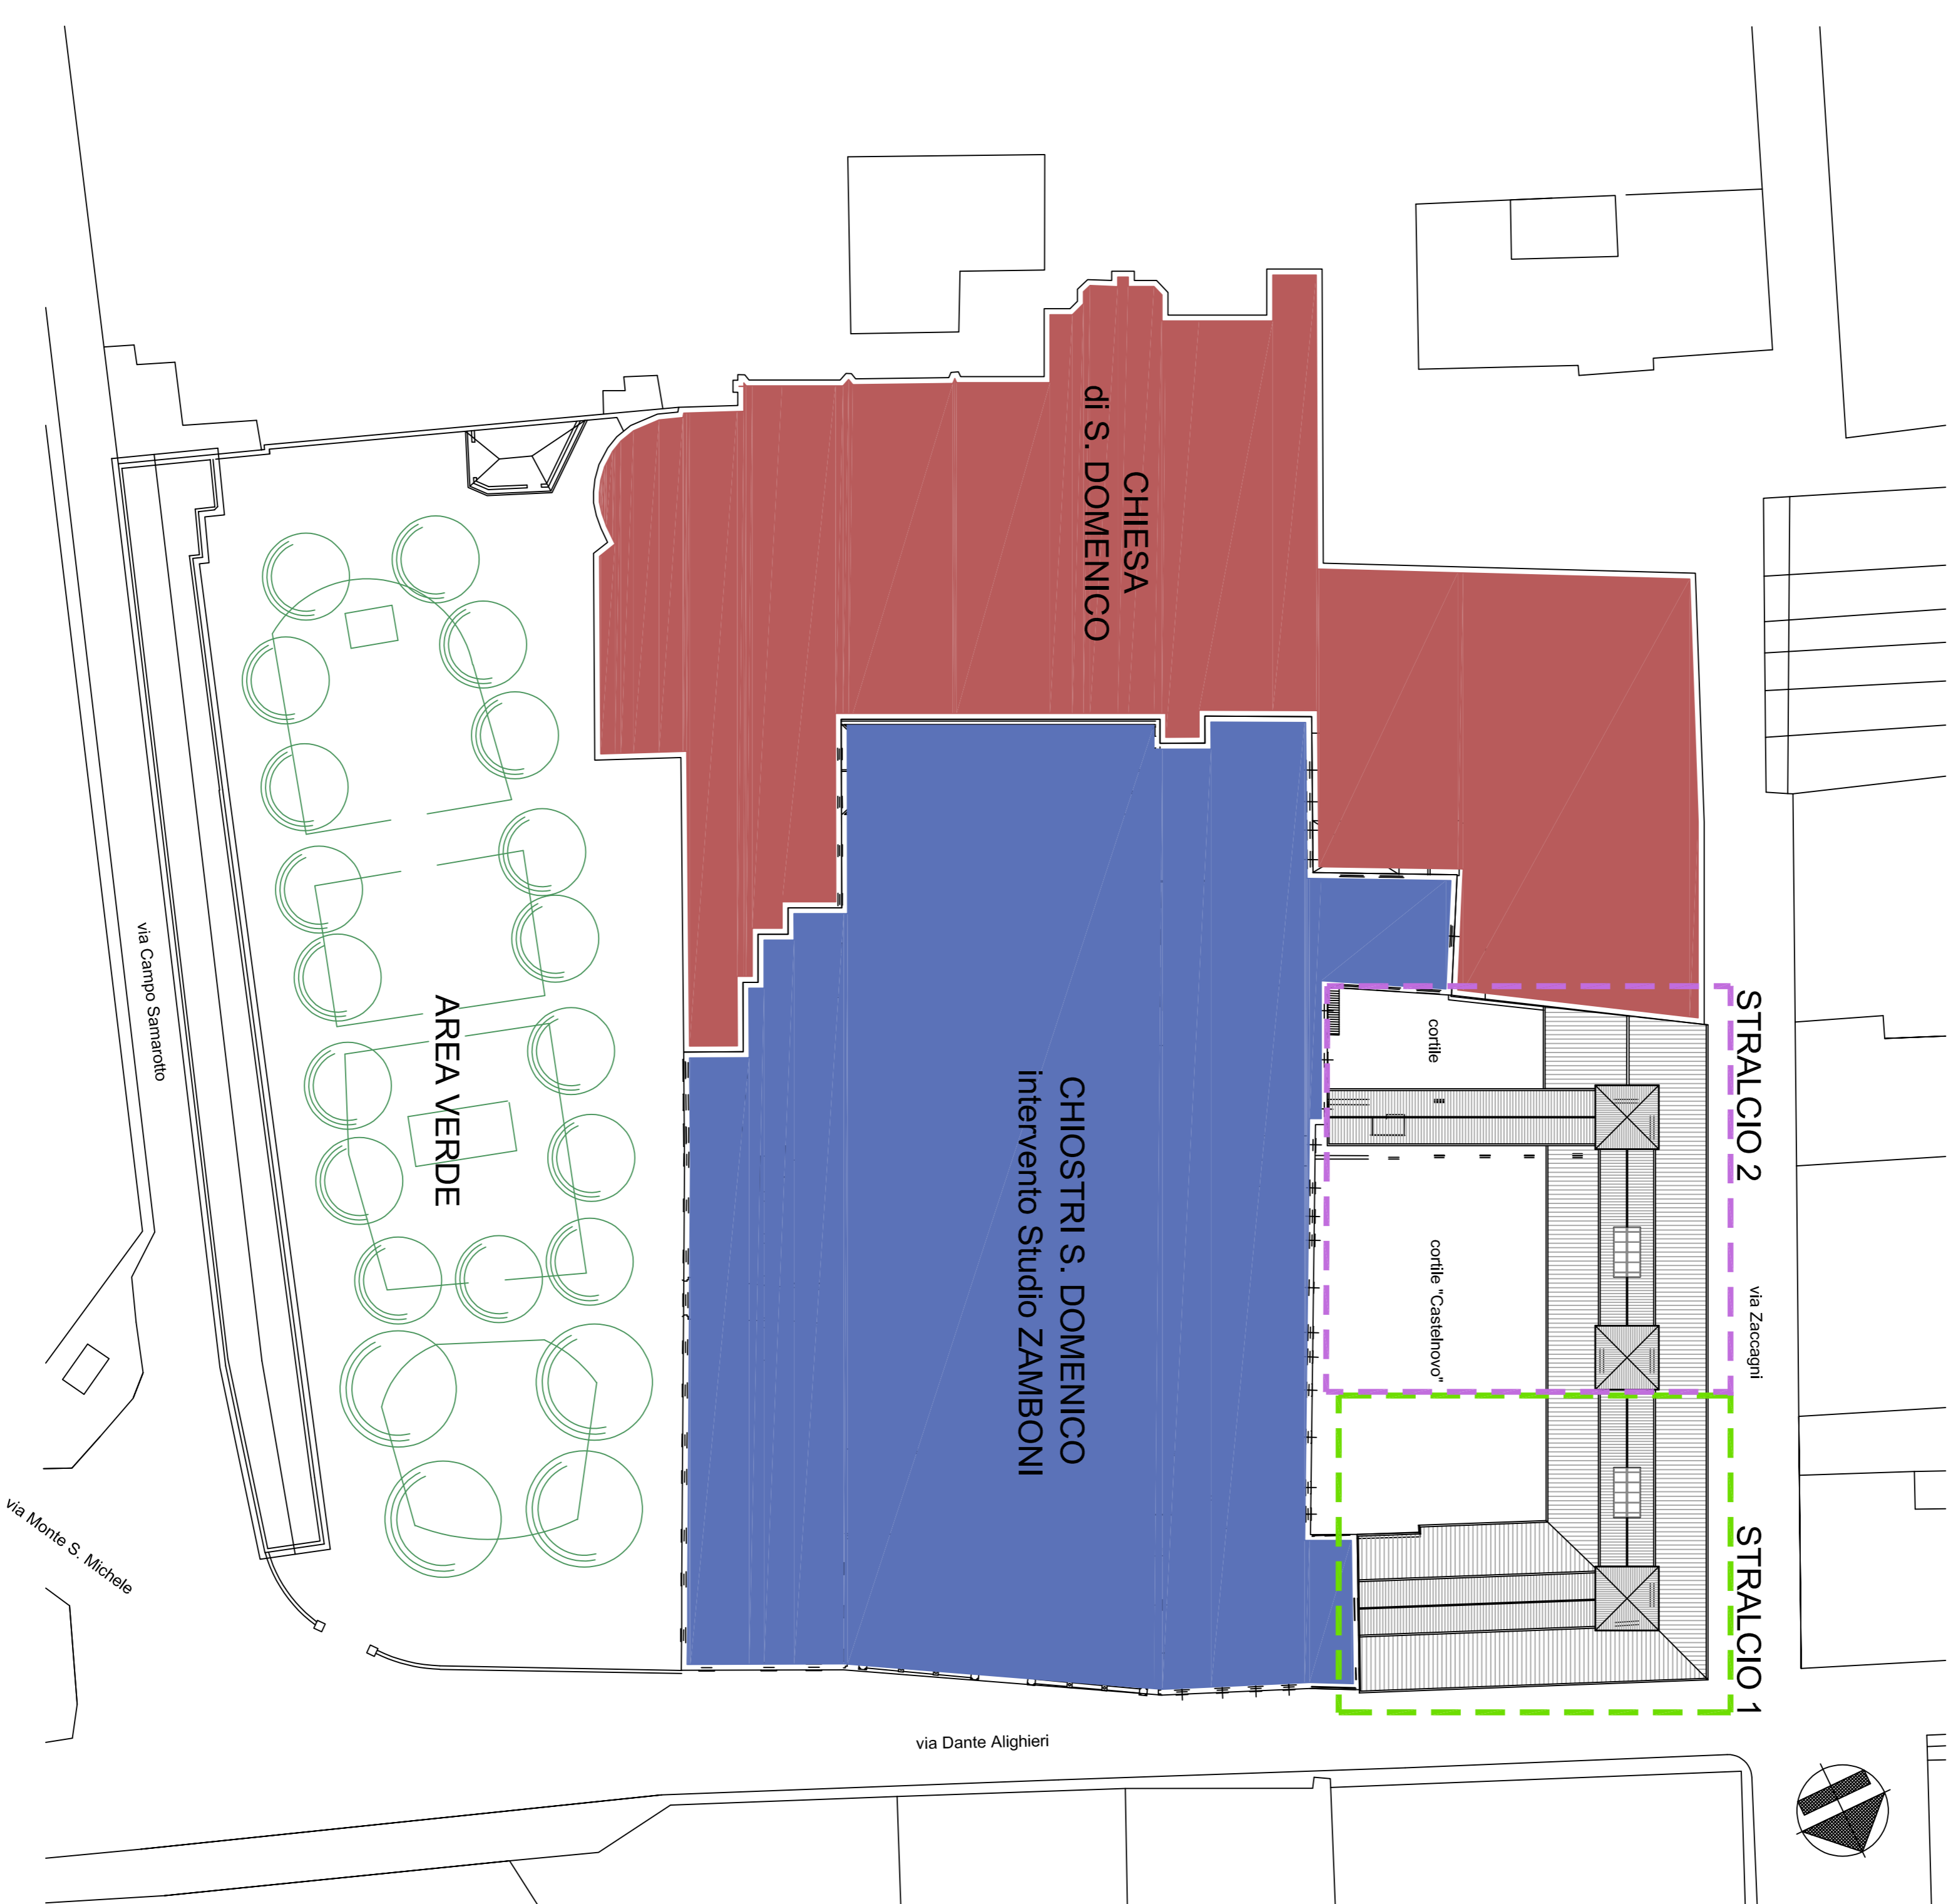 CHIESA
di S. DOMENICO
CHIOSTRI S. DOMENICO
intervento Studio ZAMBONI
AREA VERDE
STRALCIO 2
STRALCIO 1
cortile
cortile "Castelnovo"
via Zaccagni
via Campo Samarotto
via Monte S. Michele
via Dante Alighieri